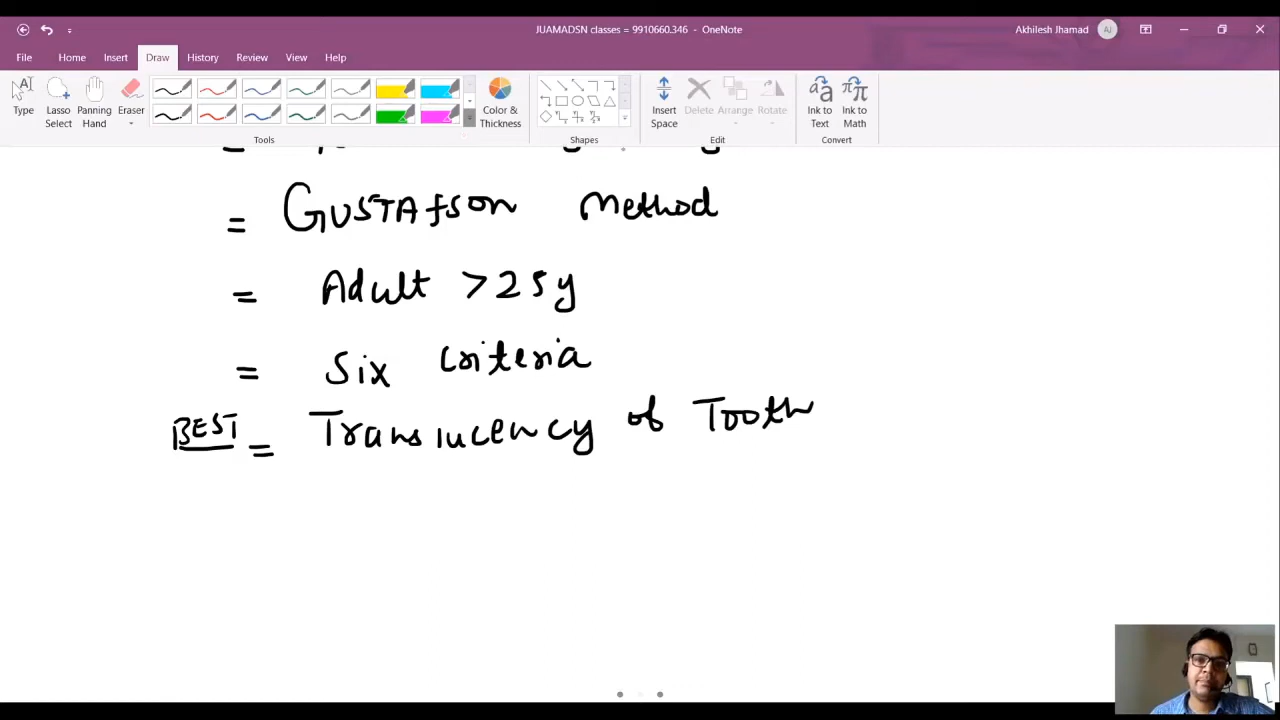 JUAMADSN classes = 9910660.346 - OneNote
Akhilesh Jhamad AJ
File Home Insert Draw History Review View Help
Type
Lasso Select
Panning Hand
Eraser
Color & Thickness
Insert Space
Delete
Arrange
Rotate
Ink to Text
Ink to Math
Tools
Shapes
Edit
Convert
= GUSTAfson method
= Adult >25y
= Six criteria
BEST = Translucency of Tooth